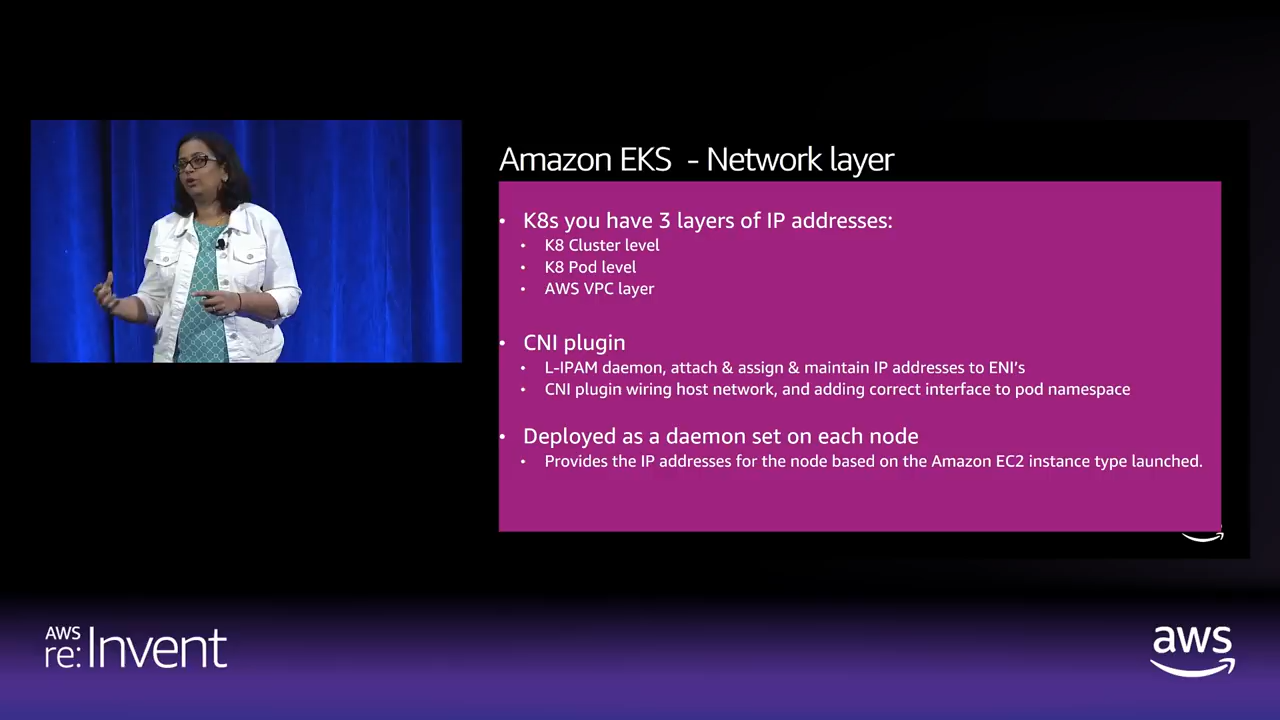 Amazon EKS - Network layer
• K8s you have 3 layers of IP addresses:
• K8 Cluster level
• K8 Pod level
• AWS VPC layer
• CNI plugin
• L-IPAM daemon, attach & assign & maintain IP addresses to ENI's
• CNI plugin wiring host network, and adding correct interface to pod namespace
• Deployed as a daemon set on each node
• Provides the IP addresses for the node based on the Amazon EC2 instance type launched.
AWS
re:Invent
aws